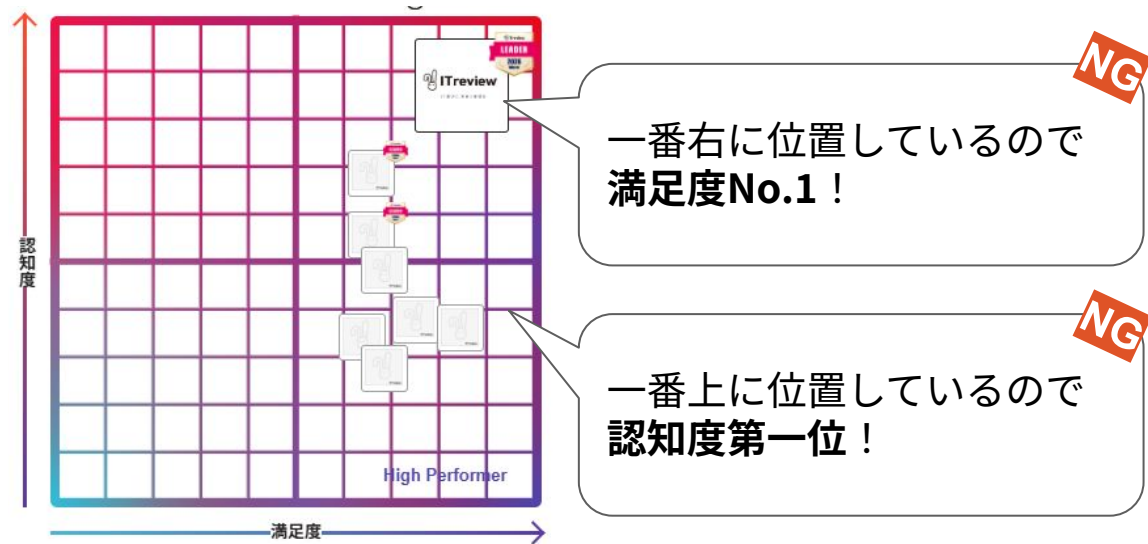 ITreview
LEADER
2026
認知度
満足度
High Performer
NG
一番右に位置しているので
満足度No.1！
NG
一番上に位置しているので
認知度第一位！